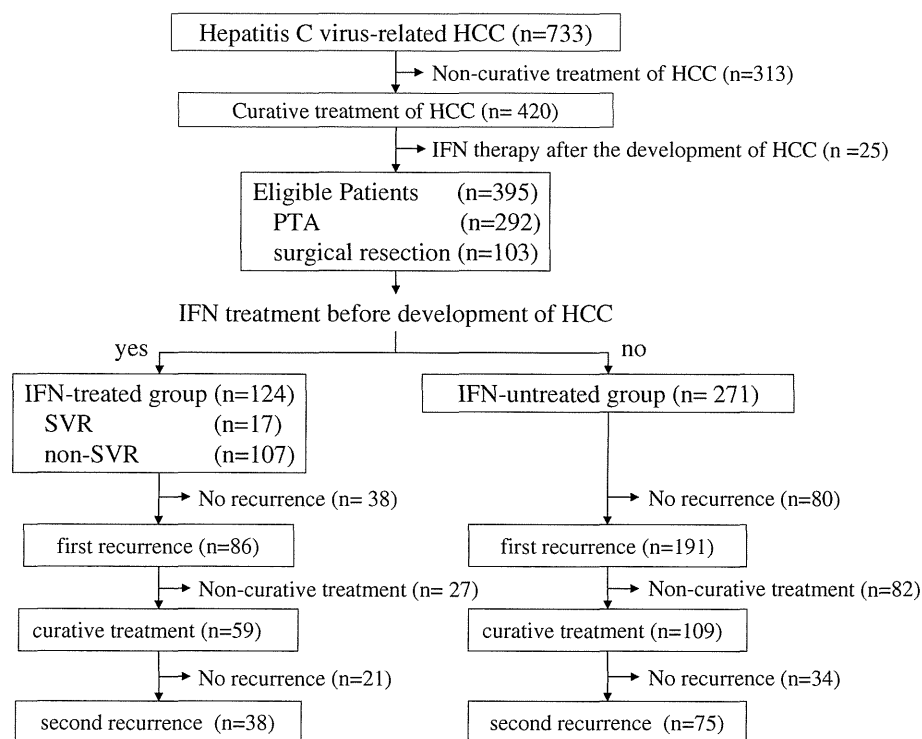 Hepatitis C virus-related HCC (n=733)
Non-curative treatment of HCC (n=313)
Curative treatment of HCC (n= 420)
IFN therapy after the development of HCC (n =25)
Eligible Patients (n=395)
PTA (n=292)
surgical resection (n=103)
IFN treatment before development of HCC
yes
no
IFN-treated group (n=124)
SVR (n=17)
non-SVR (n=107)
IFN-untreated group (n= 271)
No recurrence (n= 38)
No recurrence (n=80)
first recurrence (n=86)
first recurrence (n=191)
Non-curative treatment (n= 27)
Non-curative treatment (n=82)
curative treatment (n=59)
curative treatment (n=109)
No recurrence (n=21)
No recurrence (n=34)
second recurrence (n=38)
second recurrence (n=75)